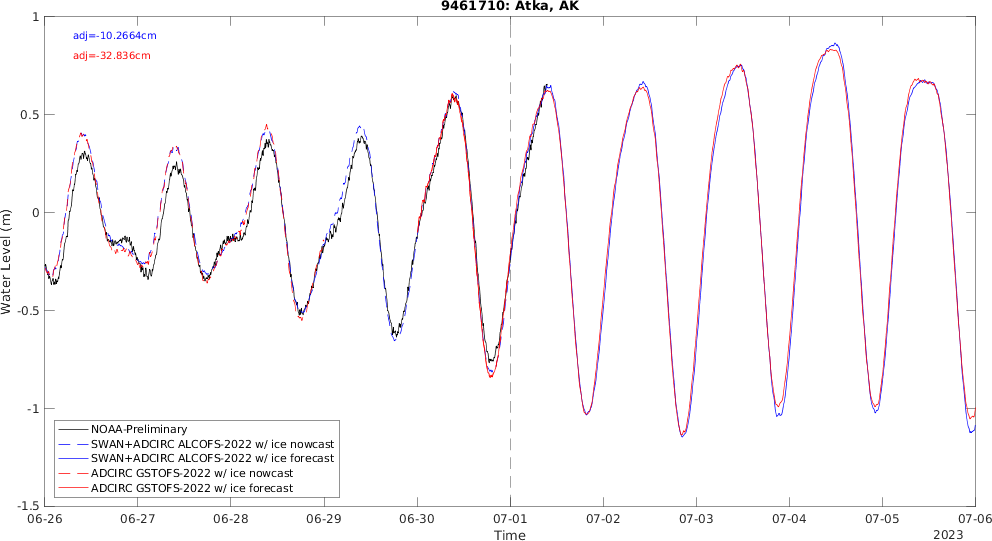 9461710: Atka, AK
adj=-10.2664cm
adj=-32.836cm
1
0.5
0
-0.5
-1
-1.5
Water Level (m)
NOAA-Preliminary
SWAN+ADCIRC ALCOFS-2022 w/ ice nowcast
SWAN+ADCIRC ALCOFS-2022 w/ ice forecast
ADCIRC GSTOFS-2022 w/ ice nowcast
ADCIRC GSTOFS-2022 w/ ice forecast
06-26 06-27 06-28 06-29 06-30 07-01 07-02 07-03 07-04 07-05 07-06
Time
2023